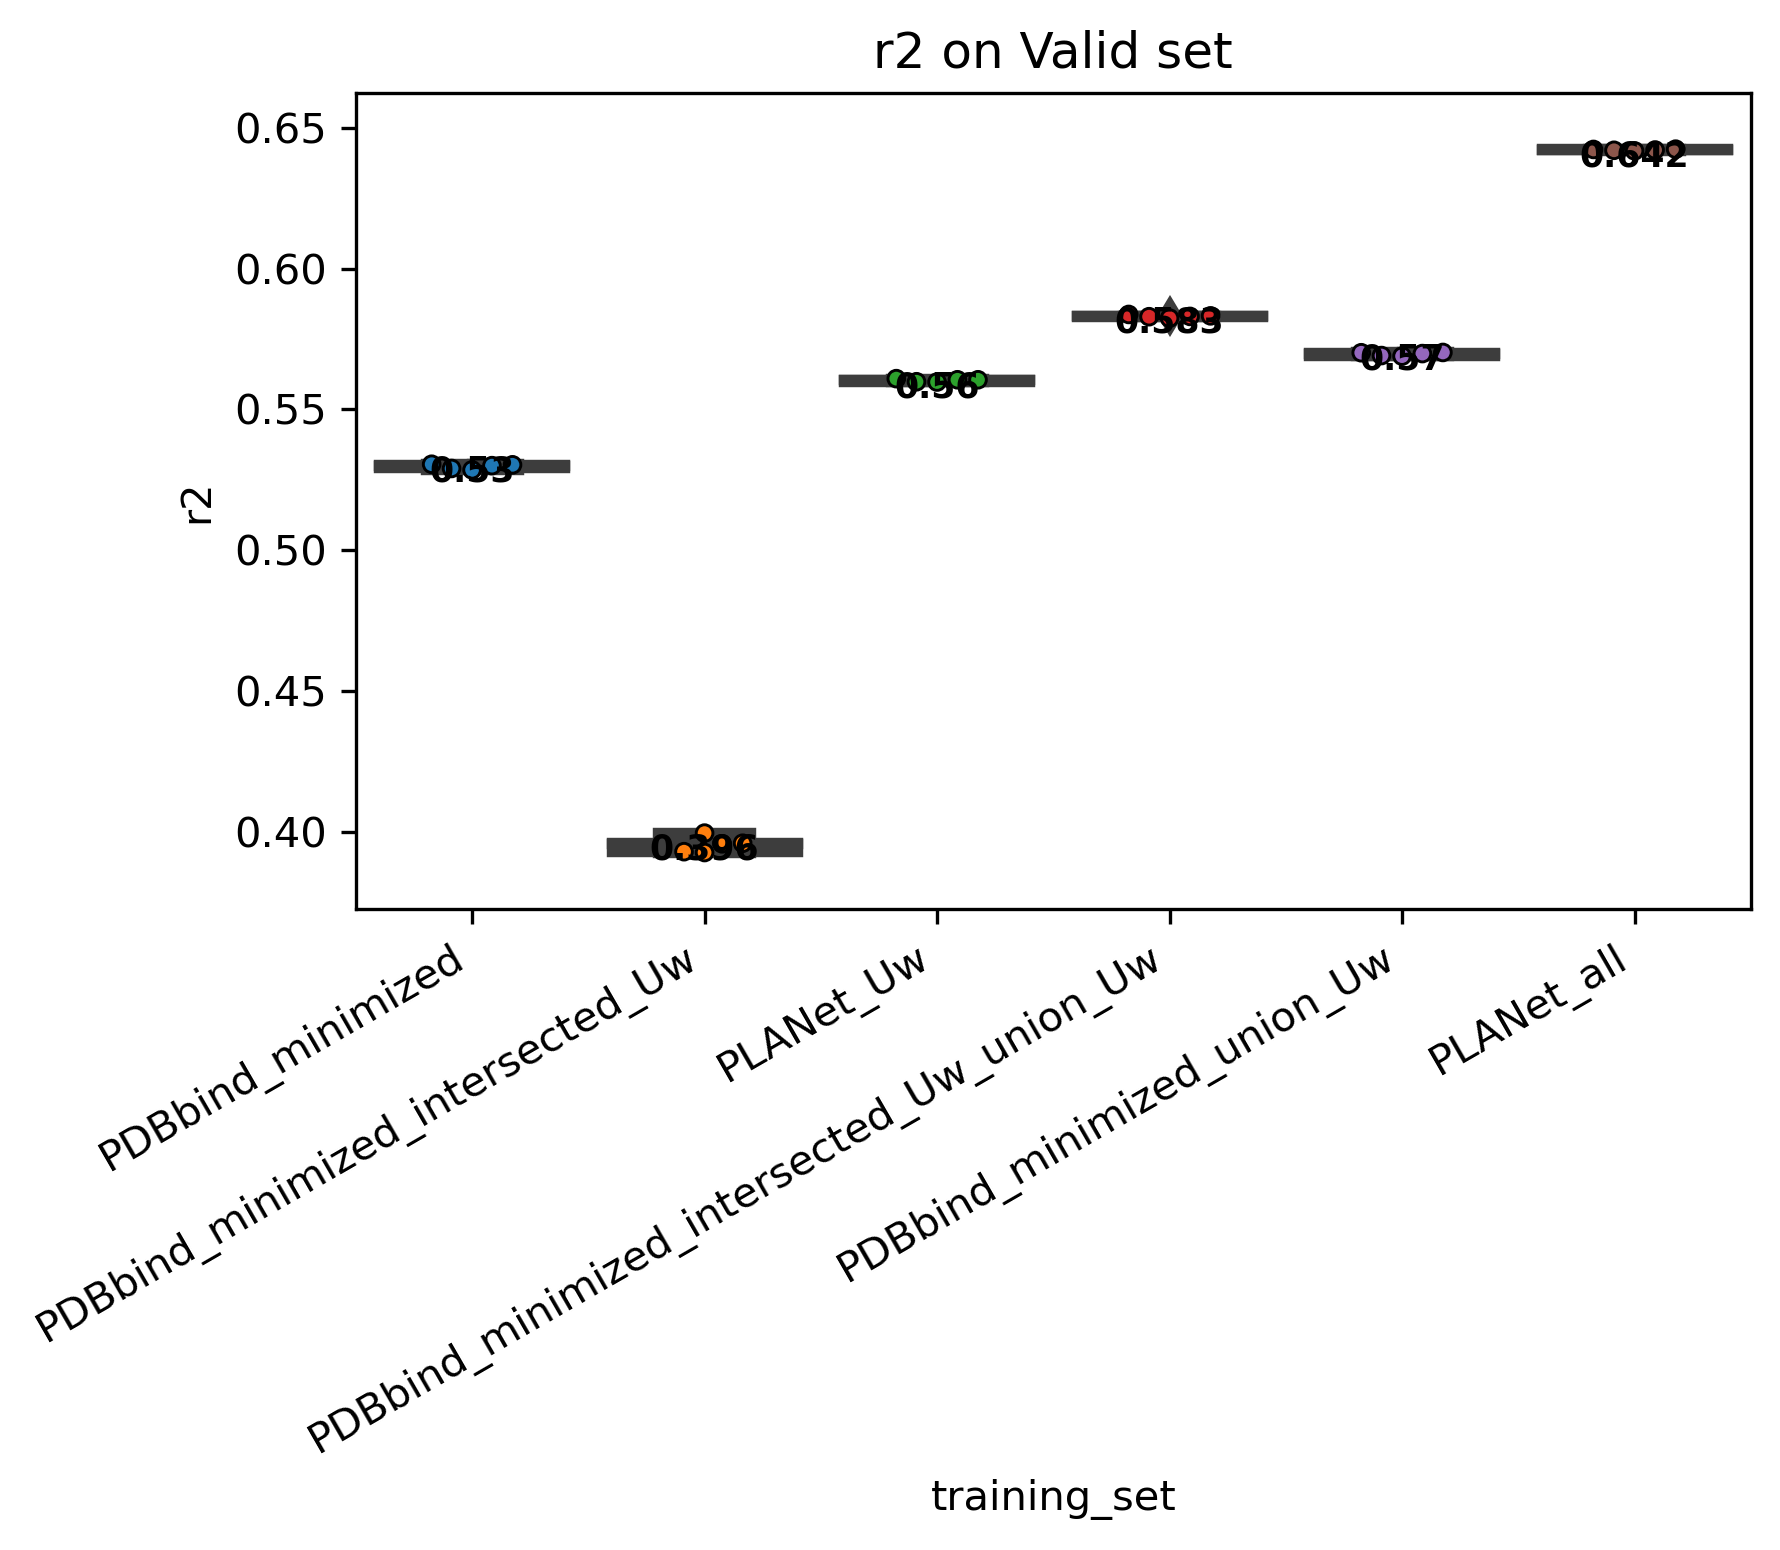 r2 on Valid set
0.65
0.60
0.55
0.50
0.45
0.40
r2
0.53
0.396
0.56
0.583
0.57
0.642
PDBbind_minimized
PDBbind_minimized_intersected_Uw
PLANet_Uw
PDBbind_minimized_intersected_Uw_union_Uw
PDBbind_minimized_union_Uw
PLANet_all
training_set